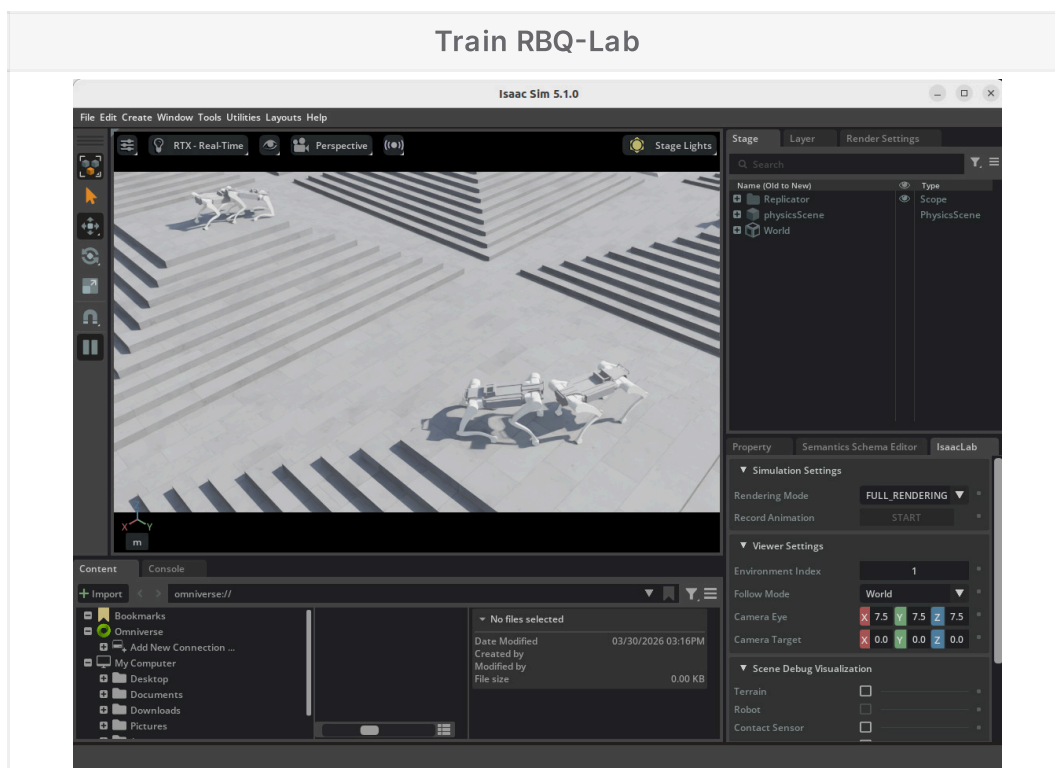 Train RBQ-Lab
Isaac Sim 5.1.0
File Edit Create Window Tools Utilities Layouts Help
RTX - Real-Time
Perspective
Stage Lights
X Y
m
Stage Layer Render Settings
Search
Name (Old to New) Type
Replicator Scope
physicsScene PhysicsScene
World
Property Semantics Schema Editor IsaacLab
Simulation Settings
Rendering Mode FULL_RENDERING
Record Animation START
Viewer Settings
Environment Index 1
Follow Mode World
Camera Eye X 7.5 Y 7.5 Z 7.5
Camera Target X 0.0 Y 0.0 Z 0.0
Scene Debug Visualization
Terrain
Robot
Contact Sensor
Content Console
+ Import omniverse://
Bookmarks
Omniverse
Add New Connection ...
My Computer
Desktop
Documents
Downloads
Pictures
No files selected
Date Modified 03/30/2026 03:16PM
Created by
Modified by
File size 0.00 KB